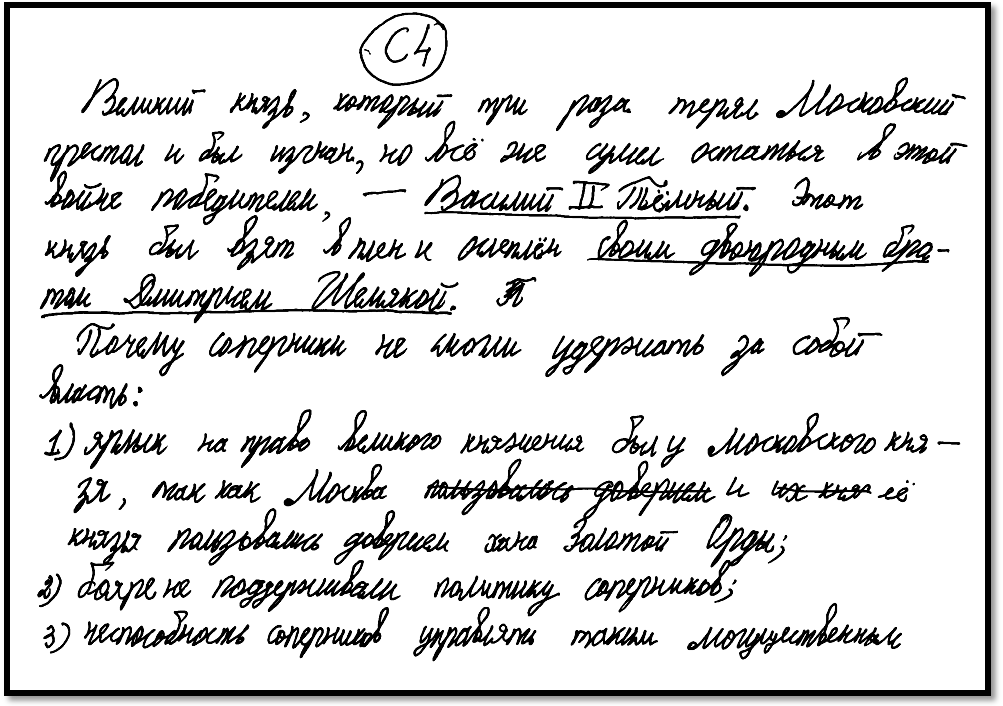 С4
Великий князь, который три раза терял Московский
престол и был изгнан, но всё же сумел остаться в этой
войне победителем, — Василий II Тёмный. Этот
князь был взят в плен и ослеплён своим двоюродным бра-
том Дмитрием Шемякой.
Почему соперники не смогли удержать за собой
власть:
1) ярлык на право великого княжения был у Московского кня-
зя, так как Москва пользовалась доверием и их кня её
князья пользовались доверием хана Золотой Орды;
2) бояре не поддерживали политику соперников;
3) неспособность соперников управлять таким могущественным